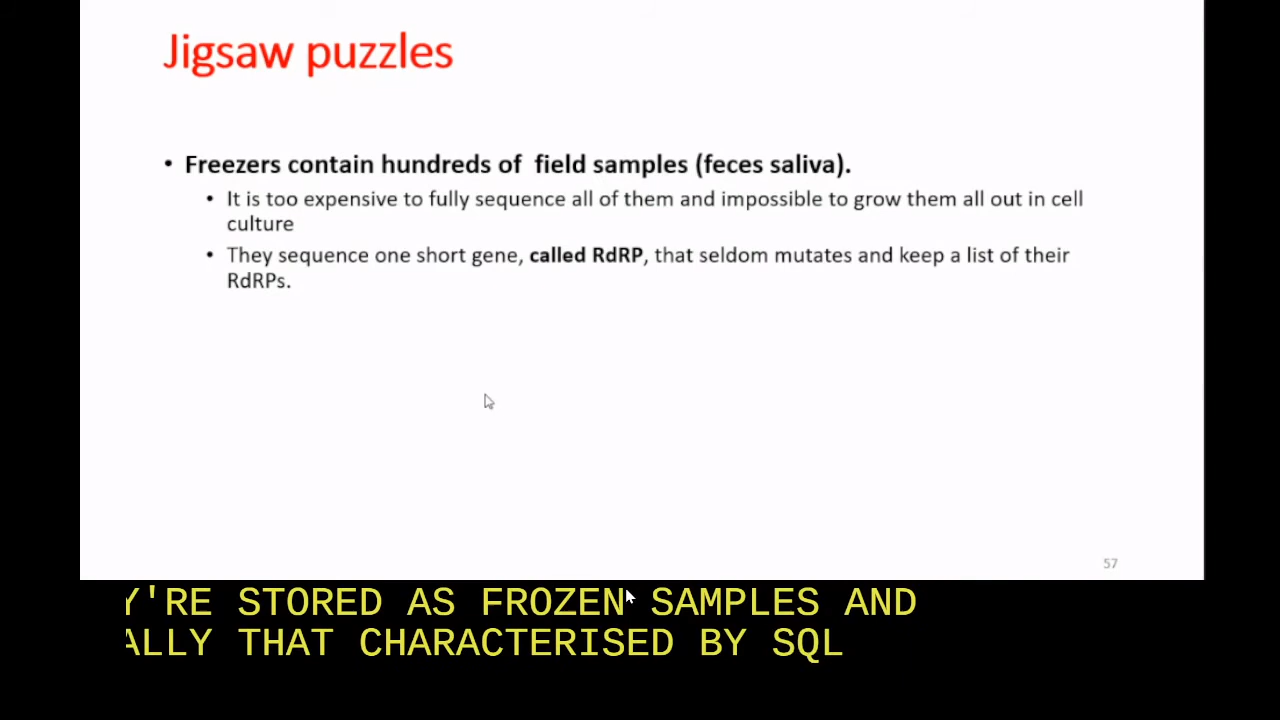 Jigsaw puzzles
• Freezers contain hundreds of field samples (feces saliva).
• It is too expensive to fully sequence all of them and impossible to grow them all out in cell
culture
• They sequence one short gene, called RdRP, that seldom mutates and keep a list of their
RdRPs.
57
Y'RE STORED AS FROZEN SAMPLES AND
ALLY THAT CHARACTERISED BY SQL